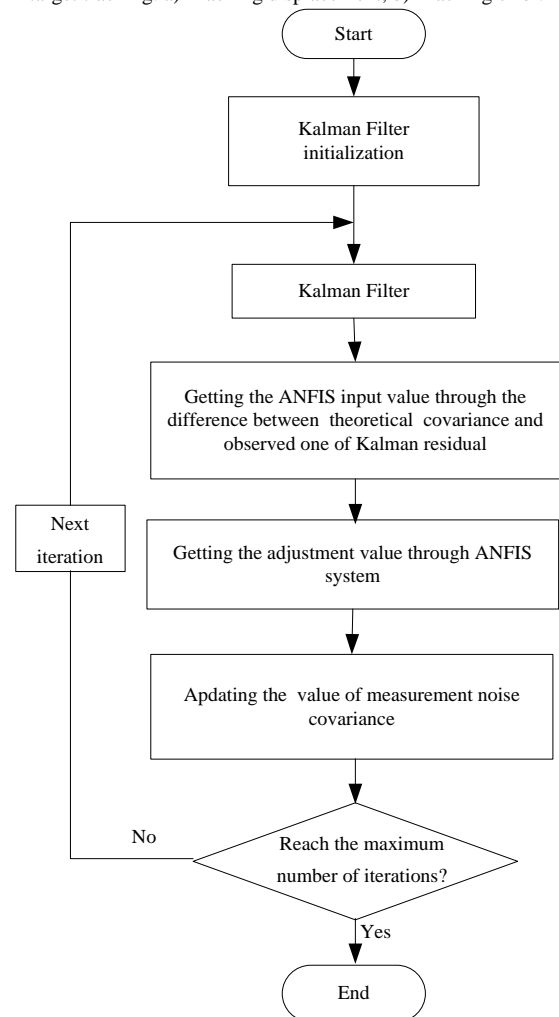 Start
Kalman Filter
initialization
Kalman Filter
Getting the ANFIS input value through the
difference between theoretical covariance and
observed one of Kalman residual
Next
iteration
Getting the adjustment value through ANFIS
system
Apdating the value of measurement noise
covariance
No
Reach the maximum
number of iterations?
Yes
End